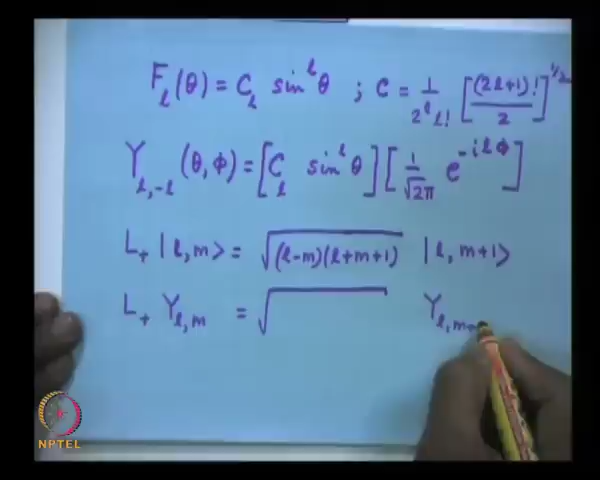 F_l(θ) = C_l sin^l θ ; C = 1/(2^l l!) [(2l+1)!/2]^{1/2}
Y_{l,-l}(θ,φ) = [C_l sin^l θ][1/√2π e^{-ilφ}]
L_+ |l,m> = √(l-m)(l+m+1) |l,m+1>
L_+ Y_{l,m} = √ Y_{l,m+
NPTEL